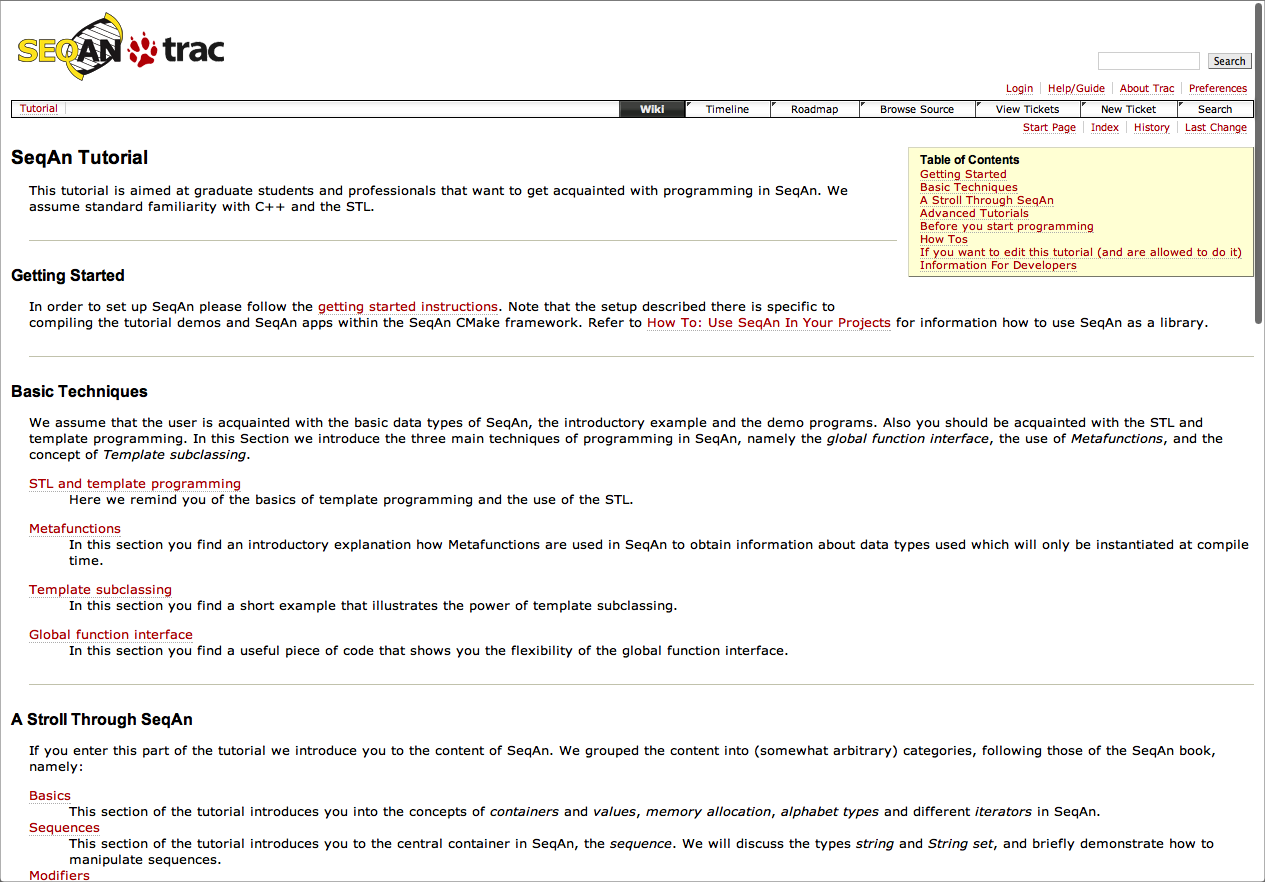 SEQAN trac
Search
Login Help/Guide About Trac Preferences
Tutorial Wiki Timeline Roadmap Browse Source View Tickets New Ticket Search
Start Page Index History Last Change
SeqAn Tutorial
This tutorial is aimed at graduate students and professionals that want to get acquainted with programming in SeqAn. We
assume standard familiarity with C++ and the STL.
Table of Contents
Getting Started
Basic Techniques
A Stroll Through SeqAn
Advanced Tutorials
Before you start programming
How Tos
If you want to edit this tutorial (and are allowed to do it)
Information For Developers
Getting Started
In order to set up SeqAn please follow the getting started instructions. Note that the setup described there is specific to
compiling the tutorial demos and SeqAn apps within the SeqAn CMake framework. Refer to How To: Use SeqAn In Your Projects for information how to use SeqAn as a library.
Basic Techniques
We assume that the user is acquainted with the basic data types of SeqAn, the introductory example and the demo programs. Also you should be acquainted with the STL and
template programming. In this Section we introduce the three main techniques of programming in SeqAn, namely the global function interface, the use of Metafunctions, and the
concept of Template subclassing.
STL and template programming
Here we remind you of the basics of template programming and the use of the STL.
Metafunctions
In this section you find an introductory explanation how Metafunctions are used in SeqAn to obtain information about data types used which will only be instantiated at compile
time.
Template subclassing
In this section you find a short example that illustrates the power of template subclassing.
Global function interface
In this section you find a useful piece of code that shows you the flexibility of the global function interface.
A Stroll Through SeqAn
If you enter this part of the tutorial we introduce you to the content of SeqAn. We grouped the content into (somewhat arbitrary) categories, following those of the SeqAn book,
namely:
Basics
This section of the tutorial introduces you into the concepts of containers and values, memory allocation, alphabet types and different iterators in SeqAn.
Sequences
This section of the tutorial introduces you to the central container in SeqAn, the sequence. We will discuss the types string and String set, and briefly demonstrate how to
manipulate sequences.
Modifiers